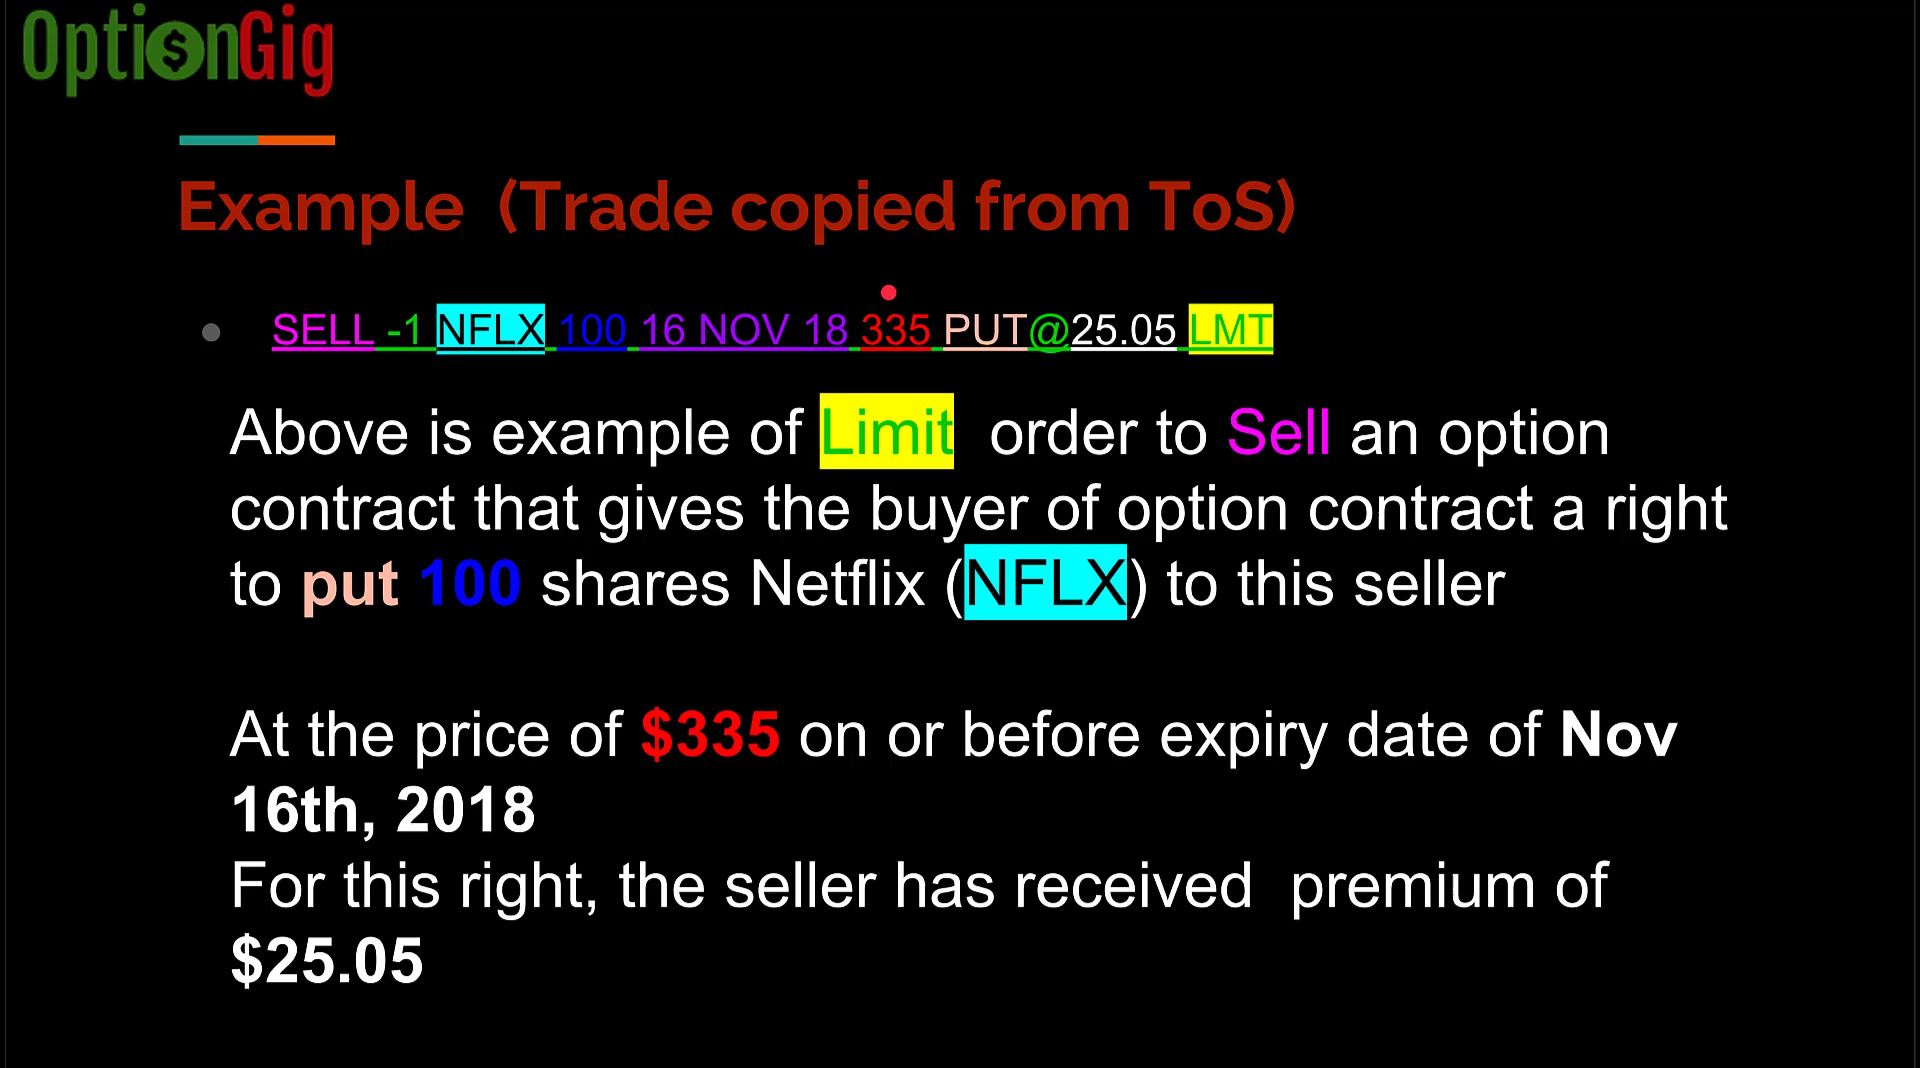 OptionGig
Example (Trade copied from ToS)
SELL -1 NFLX 100 16 NOV 18 335 PUT@25.05 LMT
Above is example of Limit order to Sell an option
contract that gives the buyer of option contract a right
to put 100 shares Netflix (NFLX) to this seller
At the price of $335 on or before expiry date of Nov
16th, 2018
For this right, the seller has received premium of
$25.05